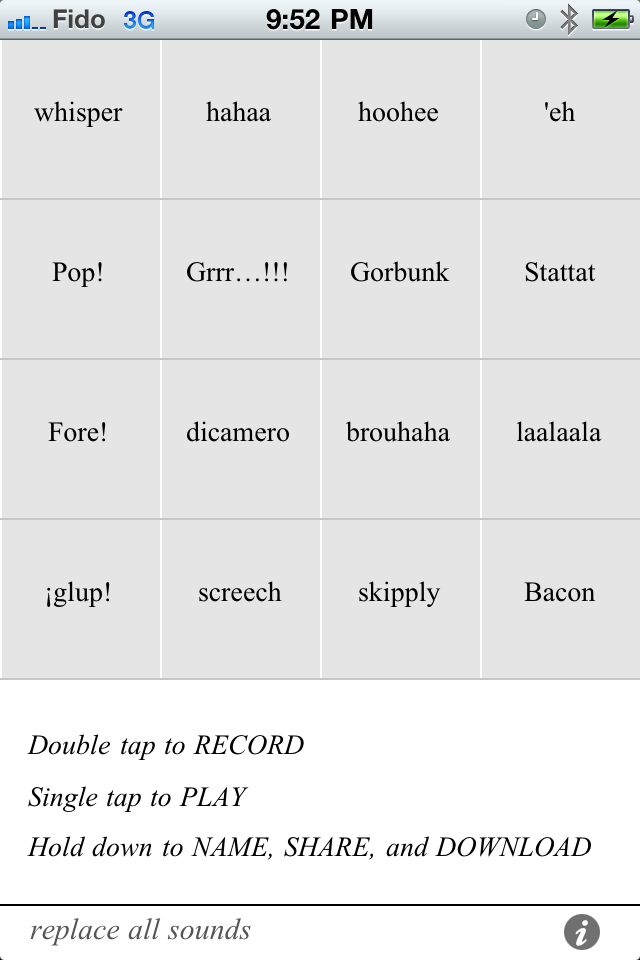 Fido 3G 9:52 PM
whisper hahaa hoohee 'eh
Pop! Grrr…!!! Gorbunk Stattat
Fore! dicamero brouhaha laalaala
¡glup! screech skipply Bacon
Double tap to RECORD
Single tap to PLAY
Hold down to NAME, SHARE, and DOWNLOAD
replace all sounds i